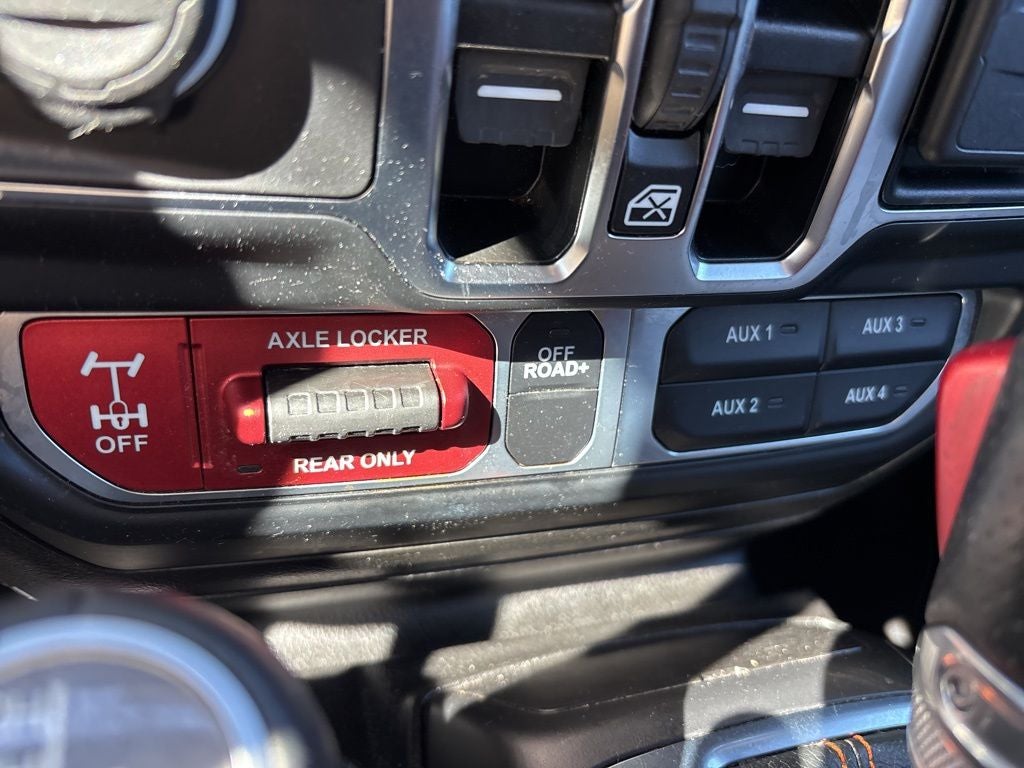 OFF
AXLE LOCKER
REAR ONLY
OFF
ROAD+
AUX 1
AUX 2
AUX 3
AUX 4